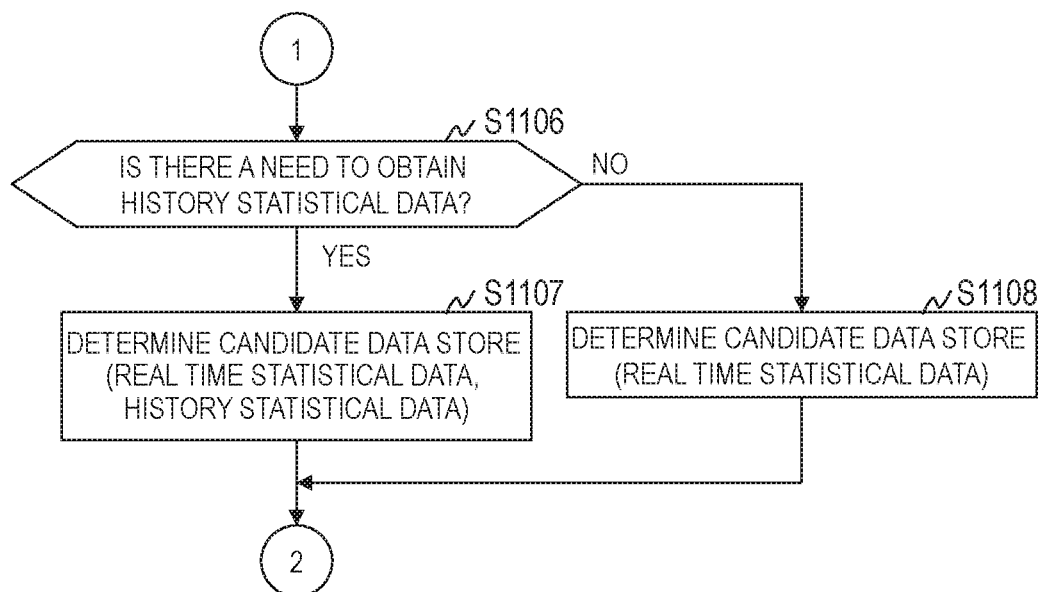 1
S1106
IS THERE A NEED TO OBTAIN
HISTORY STATISTICAL DATA?
NO
YES
S1107
DETERMINE CANDIDATE DATA STORE
(REAL TIME STATISTICAL DATA,
HISTORY STATISTICAL DATA)
S1108
DETERMINE CANDIDATE DATA STORE
(REAL TIME STATISTICAL DATA)
2